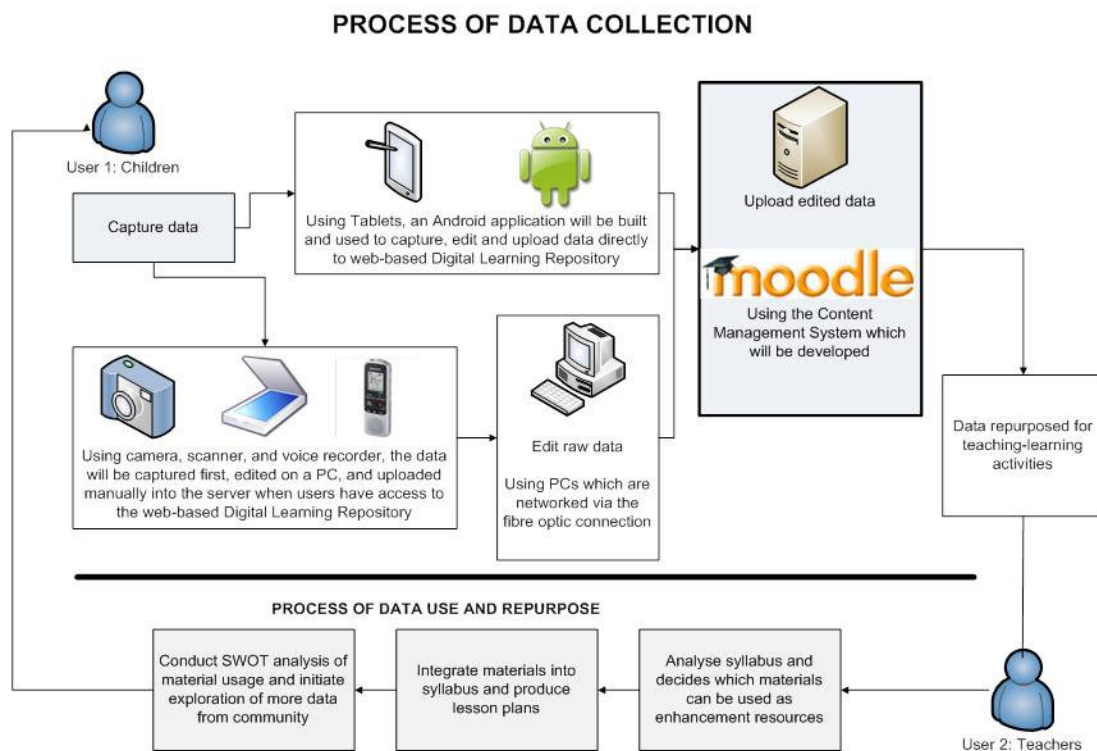 PROCESS OF DATA COLLECTION
User 1: Children
Capture data
Using Tablets, an Android application will be built
and used to capture, edit and upload data directly
to web-based Digital Learning Repository
Upload edited data
moodle
Using the Content
Management System which
will be developed
Using camera, scanner, and voice recorder, the data
will be captured first, edited on a PC, and uploaded
manually into the server when users have access to
the web-based Digital Learning Repository
Edit raw data
Using PCs which are
networked via the
fibre optic connection
Data repurposed for
teaching-learning
activities
PROCESS OF DATA USE AND REPURPOSE
Conduct SWOT analysis of
material usage and initiate
exploration of more data
from community
Integrate materials into
syllabus and produce
lesson plans
Analyse syllabus and
decides which materials
can be used as
enhancement resources
User 2: Teachers